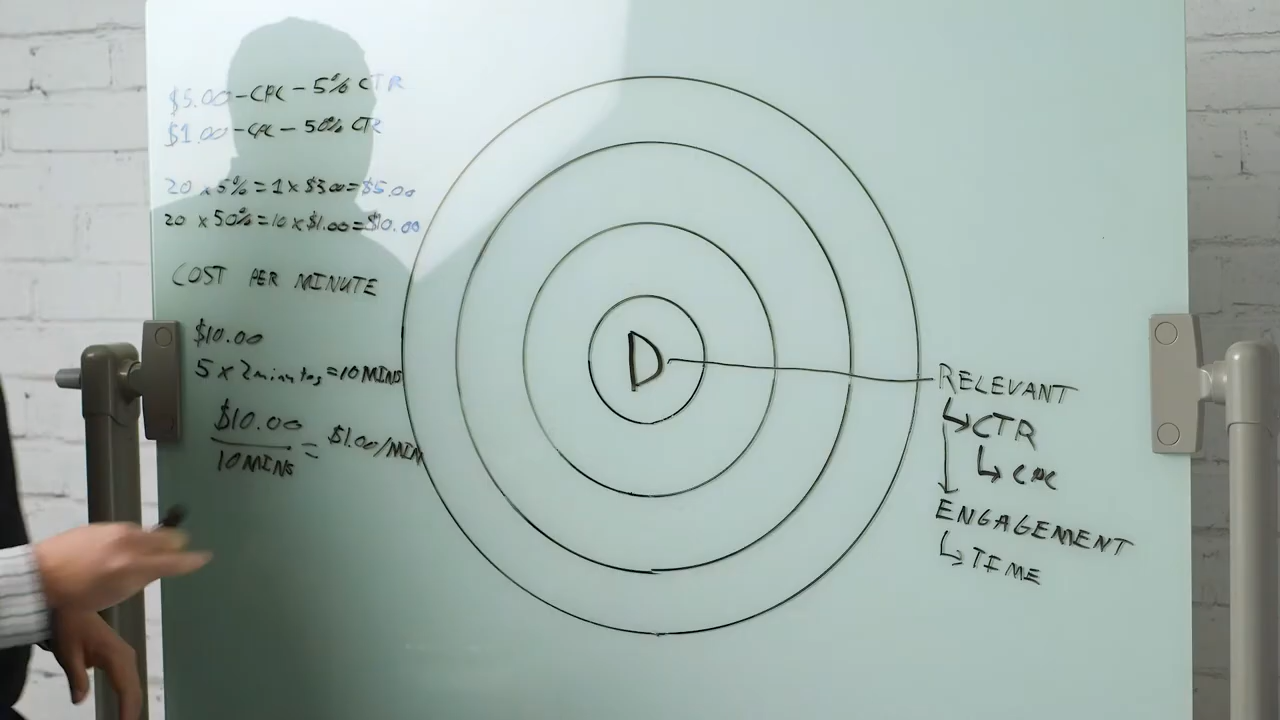 $5.00-CPC-5% CTR
$1.00-CPC-50% CTR
20 x 5%=1 x $5.00=$5.00
20 x 50%=10 x $1.00=$10.00
COST PER MINUTE
$10.00
5 x 2minutes=10 MINS
$10.00
10 MINS
= $1.00/MIN
D
RELEVANT
↳ CTR
↳ CPC
ENGAGEMENT
↳ TIME